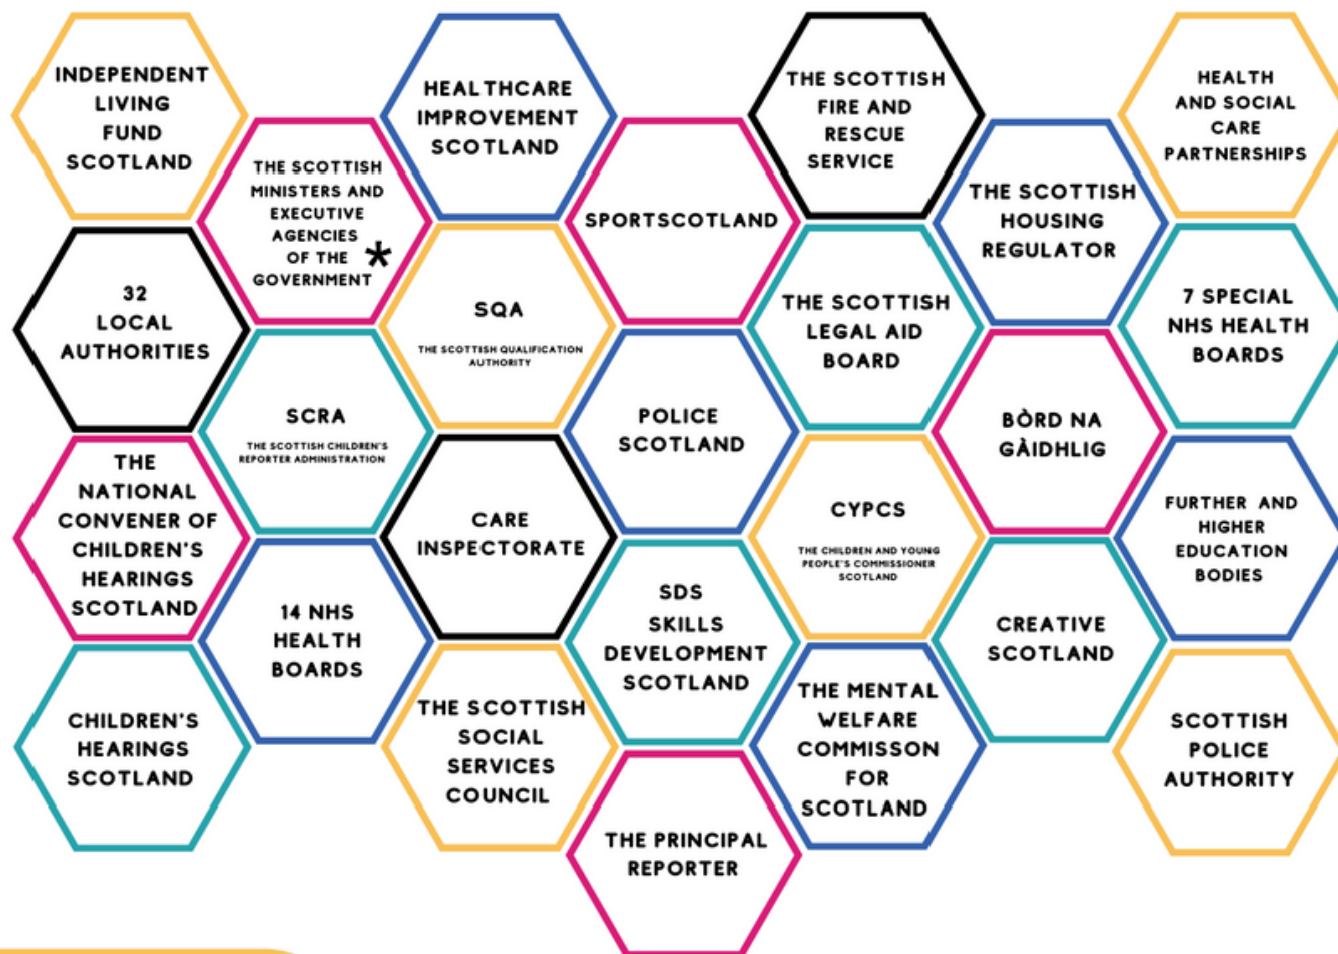 INDEPENDENT
LIVING
FUND
SCOTLAND
32
LOCAL
AUTHORITIES
THE
NATIONAL
CONVENER OF
CHILDREN'S
HEARINGS
SCOTLAND
CHILDREN'S
HEARINGS
SCOTLAND
THE SCOTTISH
MINISTERS AND
EXECUTIVE
AGENCIES
OF THE
GOVERNMENT *
SCRA
THE SCOTTISH CHILDREN'S
REPORTER ADMINISTRATION
14 NHS
HEALTH
BOARDS
HEALTHCARE
IMPROVEMENT
SCOTLAND
SQA
THE SCOTTISH QUALIFICATION
AUTHORITY
CARE
INSPECTORATE
THE SCOTTISH
SOCIAL
SERVICES
COUNCIL
SPORTSCOTLAND
POLICE
SCOTLAND
SDS
SKILLS
DEVELOPMENT
SCOTLAND
THE PRINCIPAL
REPORTER
THE SCOTTISH
FIRE AND
RESCUE
SERVICE
THE SCOTTISH
LEGAL AID
BOARD
CYPCS
THE CHILDREN AND YOUNG
PEOPLE'S COMMISSIONER
SCOTLAND
THE MENTAL
WELFARE
COMMISSON
FOR
SCOTLAND
THE SCOTTISH
HOUSING
REGULATOR
BÒRD NA
GÀIDHLIG
CREATIVE
SCOTLAND
HEALTH
AND SOCIAL
CARE
PARTNERSHIPS
7 SPECIAL
NHS HEALTH
BOARDS
FURTHER AND
HIGHER
EDUCATION
BODIES
SCOTTISH
POLICE
AUTHORITY